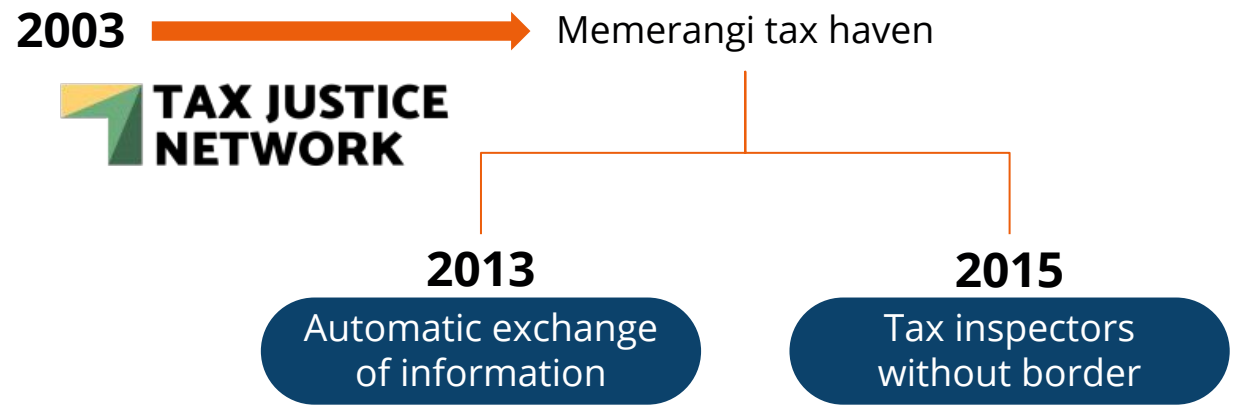 2003
Memerangi tax haven
TAX JUSTICE
NETWORK
2013
Automatic exchange
of information
2015
Tax inspectors
without border